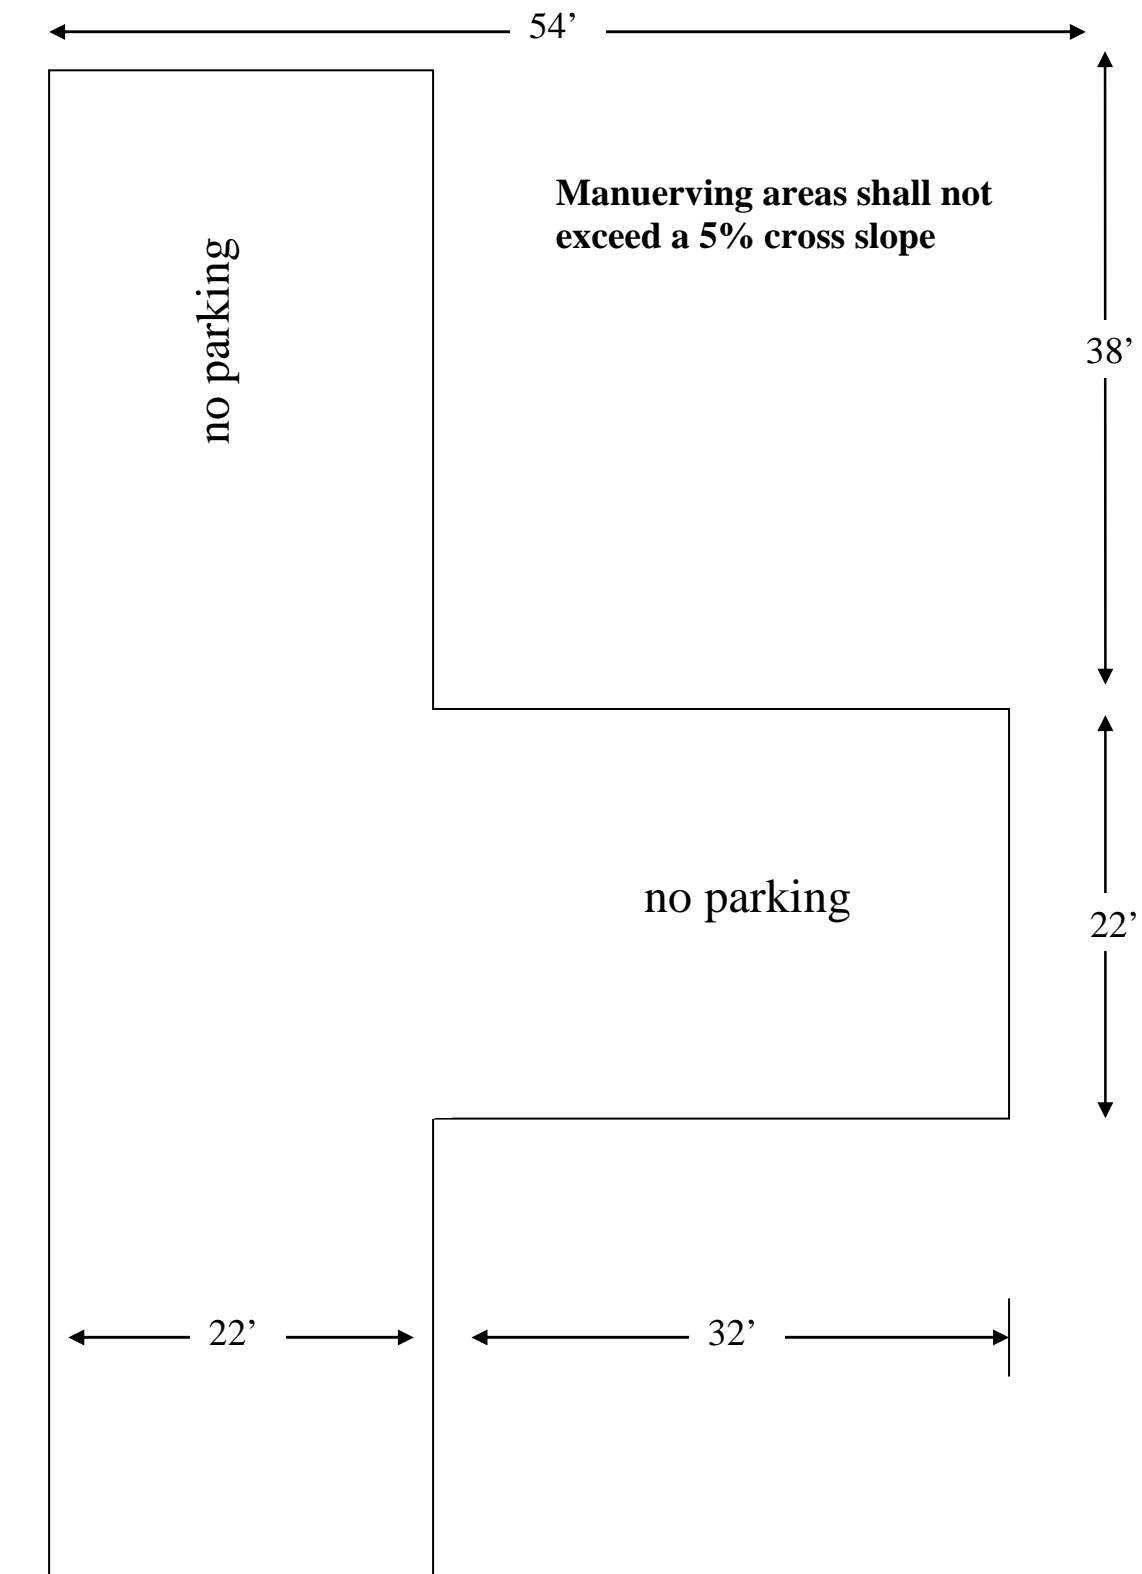 54’
Manuerving areas shall not
exceed a 5% cross slope
no parking
38’
no parking
22’
22’
32’